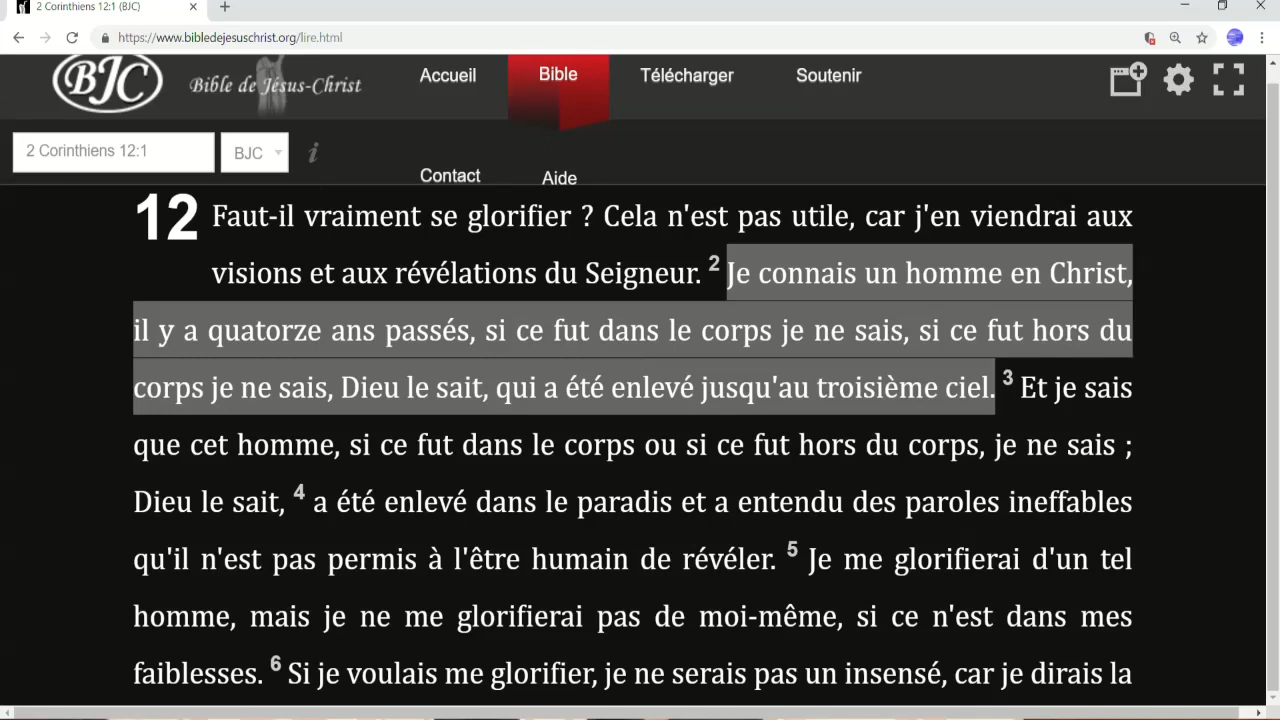 2 Corinthiens 12:1 (BJC)
https://www.bibledejesuschrist.org/lire.html
BJC
Bible de Jésus-Christ
Accueil
Bible
Télécharger
Soutenir
2 Corinthiens 12:1
BJC
i
Contact
Aide
12 Faut-il vraiment se glorifier ? Cela n'est pas utile, car j'en viendrai aux
visions et aux révélations du Seigneur. 2 Je connais un homme en Christ,
il y a quatorze ans passés, si ce fut dans le corps je ne sais, si ce fut hors du
corps je ne sais, Dieu le sait, qui a été enlevé jusqu'au troisième ciel. 3 Et je sais
que cet homme, si ce fut dans le corps ou si ce fut hors du corps, je ne sais ;
Dieu le sait, 4 a été enlevé dans le paradis et a entendu des paroles ineffables
qu'il n'est pas permis à l'être humain de révéler. 5 Je me glorifierai d'un tel
homme, mais je ne me glorifierai pas de moi-même, si ce n'est dans mes
faiblesses. 6 Si je voulais me glorifier, je ne serais pas un insensé, car je dirais la